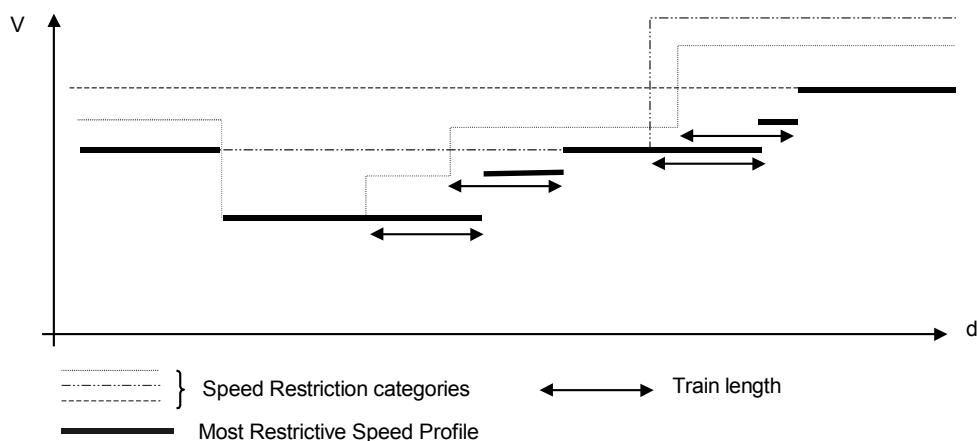 V
d
Speed Restriction categories
Train length
Most Restrictive Speed Profile